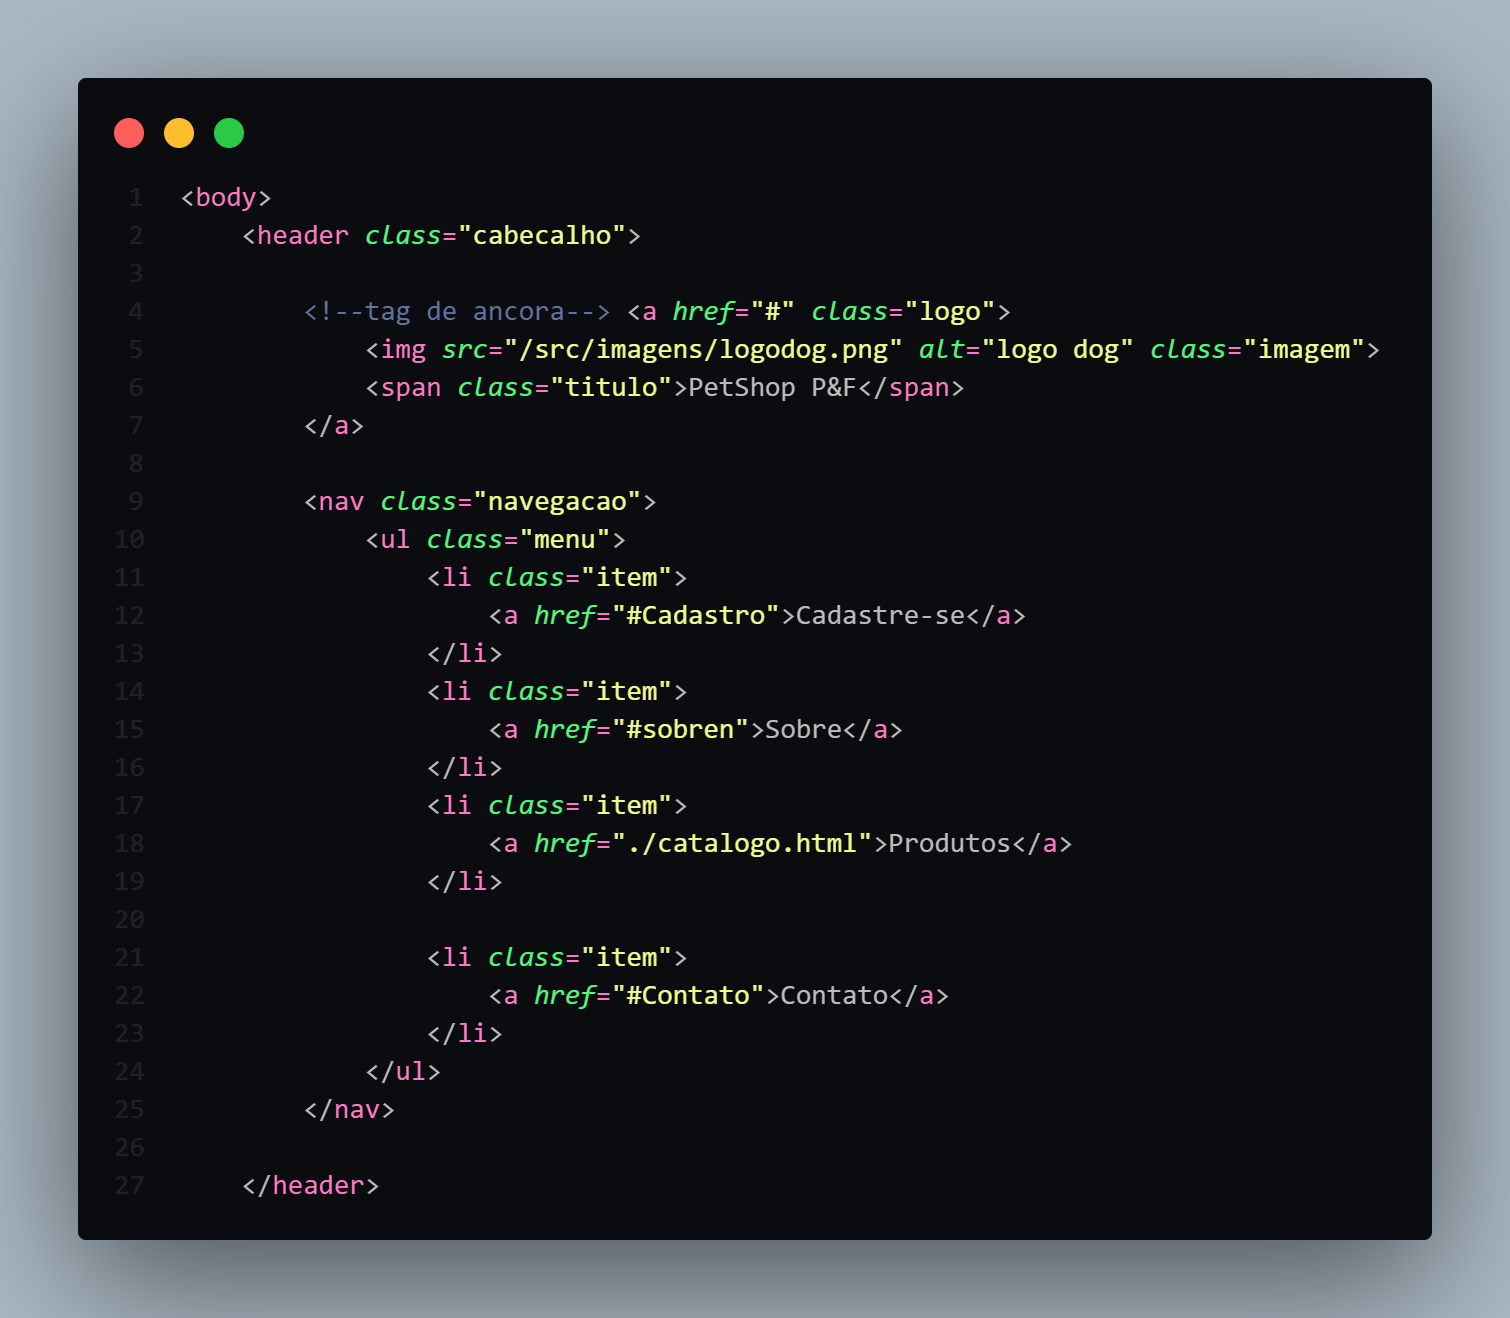 1 <body>
2     <header class="cabecalho">
3
4         <!--tag de ancora--> <a href="#" class="logo">
5             <img src="/src/imagens/logodog.png" alt="logo dog" class="imagem">
6             <span class="titulo">PetShop P&F</span>
7         </a>
8
9         <nav class="navegacao">
10             <ul class="menu">
11                 <li class="item">
12                     <a href="#Cadastro">Cadastre-se</a>
13                 </li>
14                 <li class="item">
15                     <a href="#sobren">Sobre</a>
16                 </li>
17                 <li class="item">
18                     <a href="./catalogo.html">Produtos</a>
19                 </li>
20
21                 <li class="item">
22                     <a href="#Contato">Contato</a>
23                 </li>
24             </ul>
25         </nav>
26
27     </header>